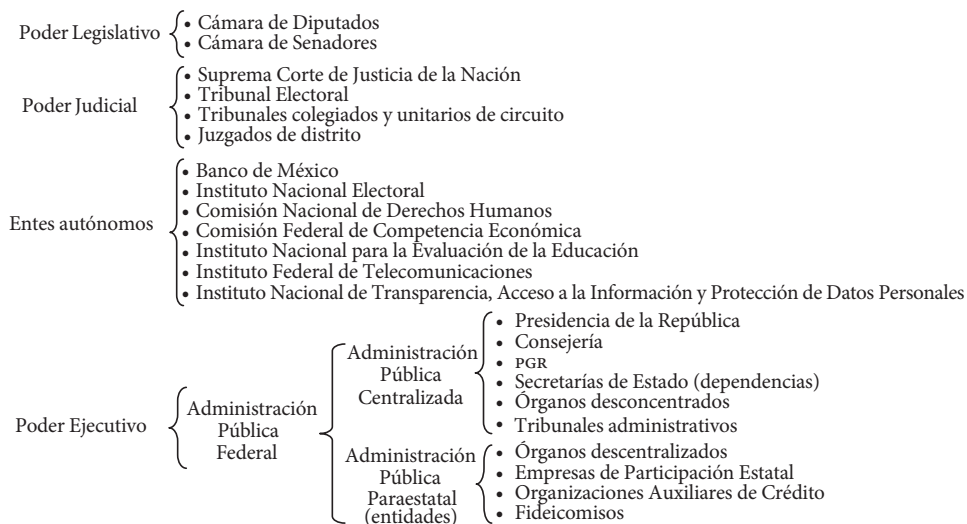 Poder Legislativo
• Cámara de Diputados
• Cámara de Senadores
Poder Judicial
• Suprema Corte de Justicia de la Nación
• Tribunal Electoral
• Tribunales colegiados y unitarios de circuito
• Juzgados de distrito
Entes autónomos
• Banco de México
• Instituto Nacional Electoral
• Comisión Nacional de Derechos Humanos
• Comisión Federal de Competencia Económica
• Instituto Nacional para la Evaluación de la Educación
• Instituto Federal de Telecomunicaciones
• Instituto Nacional de Transparencia, Acceso a la Información y Protección de Datos Personales
Poder Ejecutivo
Administración
Pública
Federal
Administración
Pública
Centralizada
• Presidencia de la República
• Consejería
• PGR
• Secretarías de Estado (dependencias)
• Órganos desconcentrados
• Tribunales administrativos
Administración
Pública
Paraestatal
(entidades)
• Órganos descentralizados
• Empresas de Participación Estatal
• Organizaciones Auxiliares de Crédito
• Fideicomisos